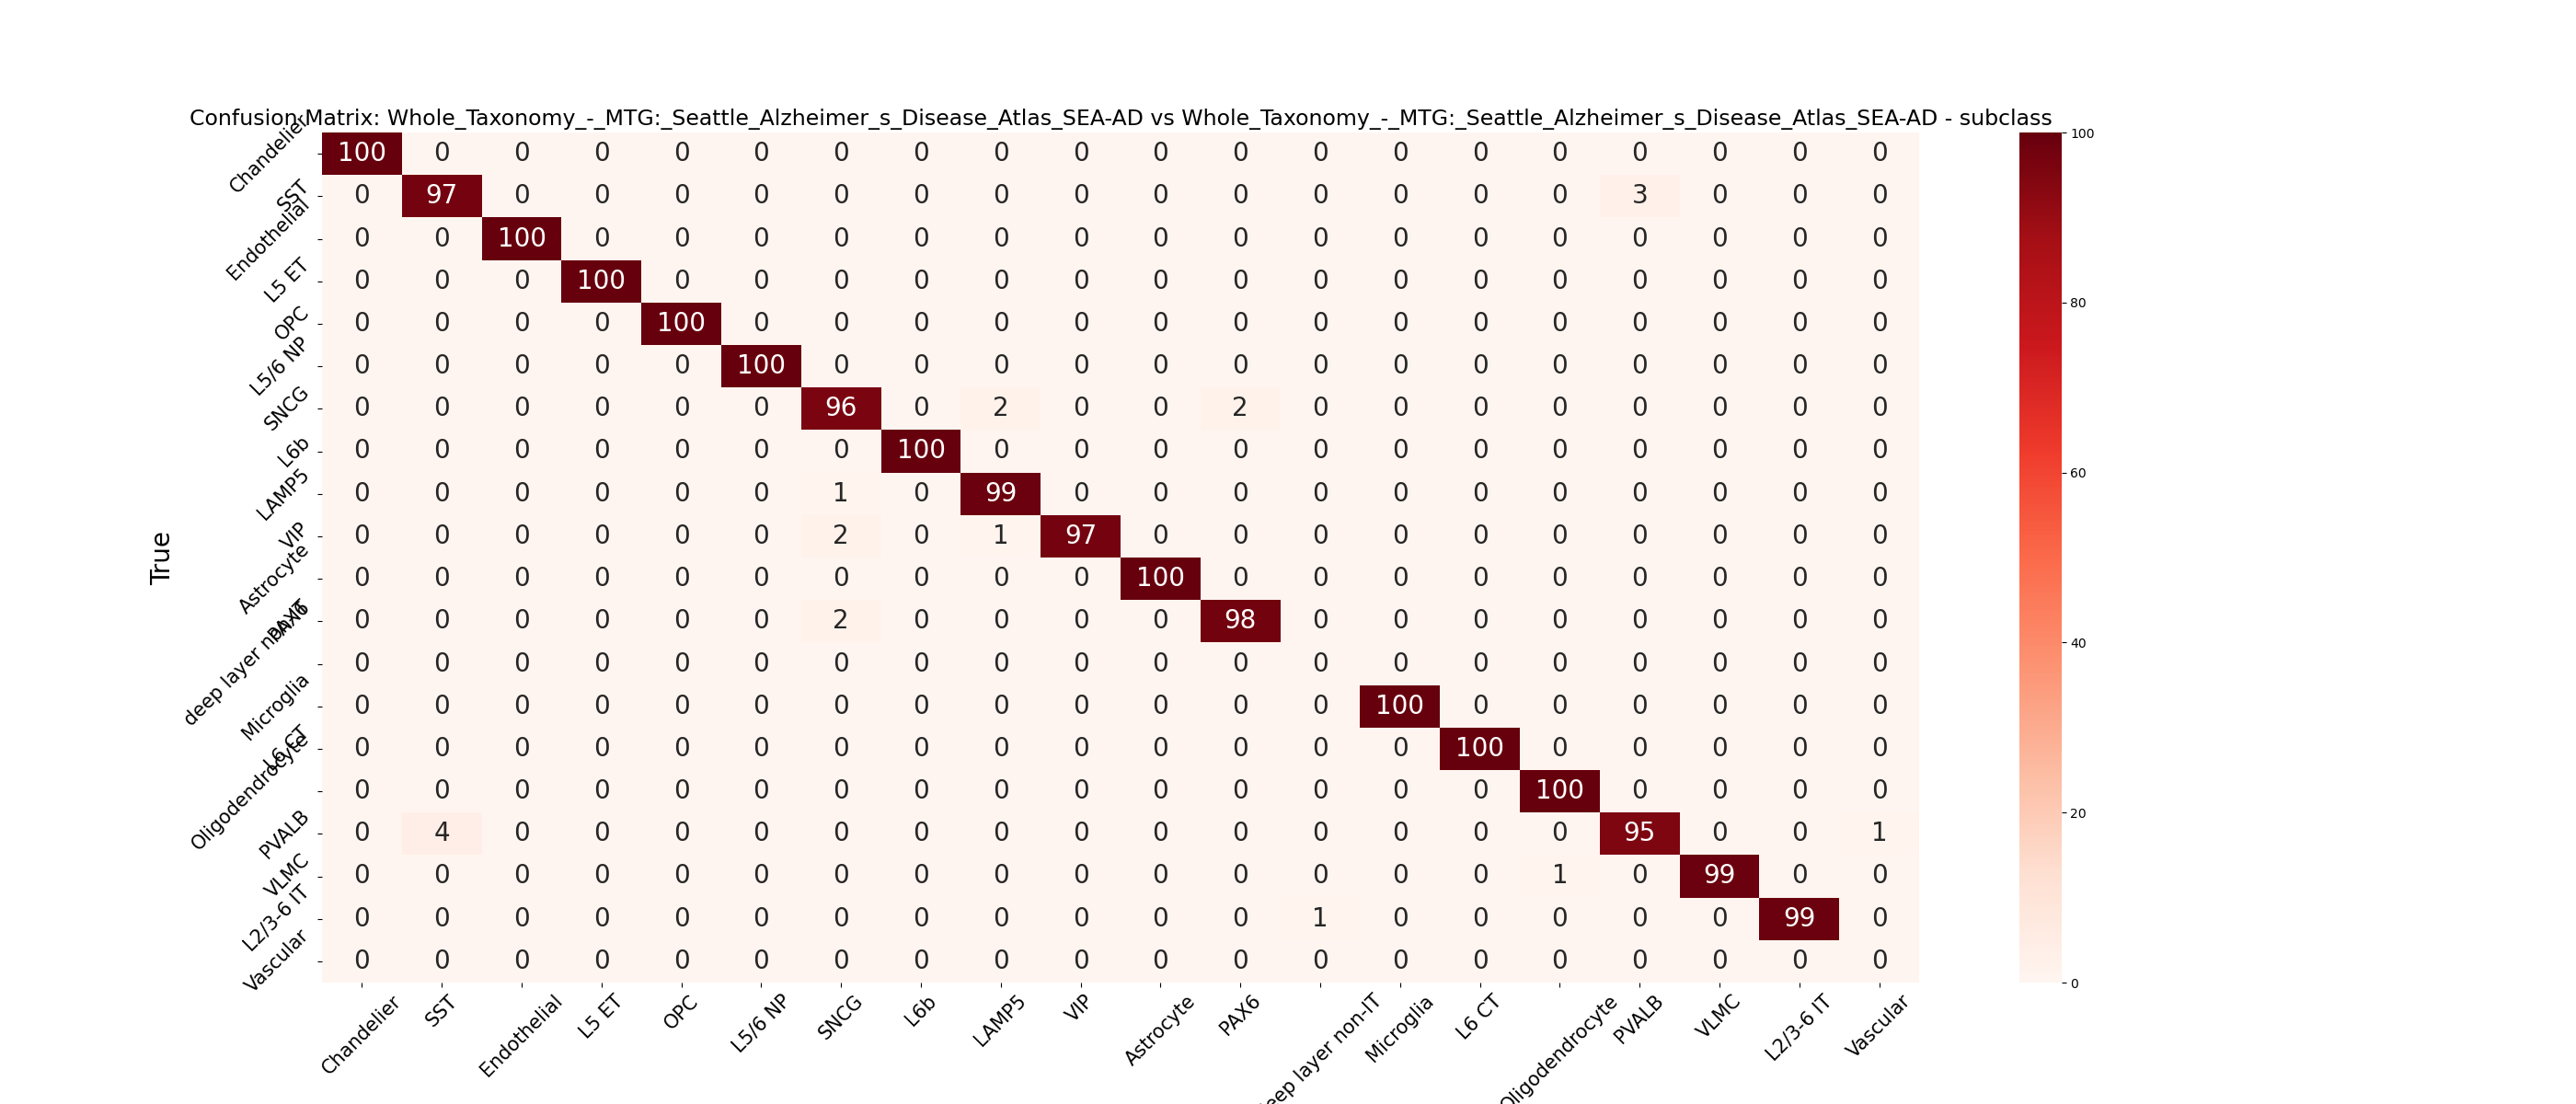 Confusion Matrix: Whole_Taxonomy_-_MTG:_Seattle_Alzheimer_s_Disease_Atlas_SEA-AD vs Whole_Taxonomy_-_MTG:_Seattle_Alzheimer_s_Disease_Atlas_SEA-AD - subclass
Chandelier 100 0 0 0 0 0 0 0 0 0 0 0 0 0 0 0 0 0 0 0
SST 0 97 0 0 0 0 0 0 0 0 0 0 0 0 0 0 3 0 0 0
Endothelial 0 0 100 0 0 0 0 0 0 0 0 0 0 0 0 0 0 0 0 0
L5 ET 0 0 0 100 0 0 0 0 0 0 0 0 0 0 0 0 0 0 0 0
OPC 0 0 0 0 100 0 0 0 0 0 0 0 0 0 0 0 0 0 0 0
L5/6 NP 0 0 0 0 0 100 0 0 0 0 0 0 0 0 0 0 0 0 0 0
SNCG 0 0 0 0 0 0 96 0 2 0 0 2 0 0 0 0 0 0 0 0
L6b 0 0 0 0 0 0 0 100 0 0 0 0 0 0 0 0 0 0 0 0
LAMP5 0 0 0 0 0 0 1 0 99 0 0 0 0 0 0 0 0 0 0 0
VIP 0 0 0 0 0 0 2 0 1 97 0 0 0 0 0 0 0 0 0 0
Astrocyte 0 0 0 0 0 0 0 0 0 0 100 0 0 0 0 0 0 0 0 0
PAX6 0 0 0 0 0 0 2 0 0 0 0 98 0 0 0 0 0 0 0 0
deep layer 0 0 0 0 0 0 0 0 0 0 0 0 0 0 0 0 0 0 0 0
Microglia 0 0 0 0 0 0 0 0 0 0 0 0 0 100 0 0 0 0 0 0
L6 CT 0 0 0 0 0 0 0 0 0 0 0 0 0 0 100 0 0 0 0 0
Oligodendrocyte 0 0 0 0 0 0 0 0 0 0 0 0 0 0 0 100 0 0 0 0
PVALB 0 4 0 0 0 0 0 0 0 0 0 0 0 0 0 0 95 0 0 1
VLMC 0 0 0 0 0 0 0 0 0 0 0 0 0 0 0 1 0 99 0 0
L2/3-6 IT 0 0 0 0 0 0 0 0 0 0 0 0 1 0 0 0 0 0 99 0
Vascular 0 0 0 0 0 0 0 0 0 0 0 0 0 0 0 0 0 0 0 0
True
Chandelier SST Endothelial L5 ET OPC L5/6 NP SNCG L6b LAMP5 VIP Astrocyte PAX6 layer non-IT Microglia L6 CT Oligodendrocyte PVALB VLMC L2/3-6 IT Vascular
100
80
60
40
20
0